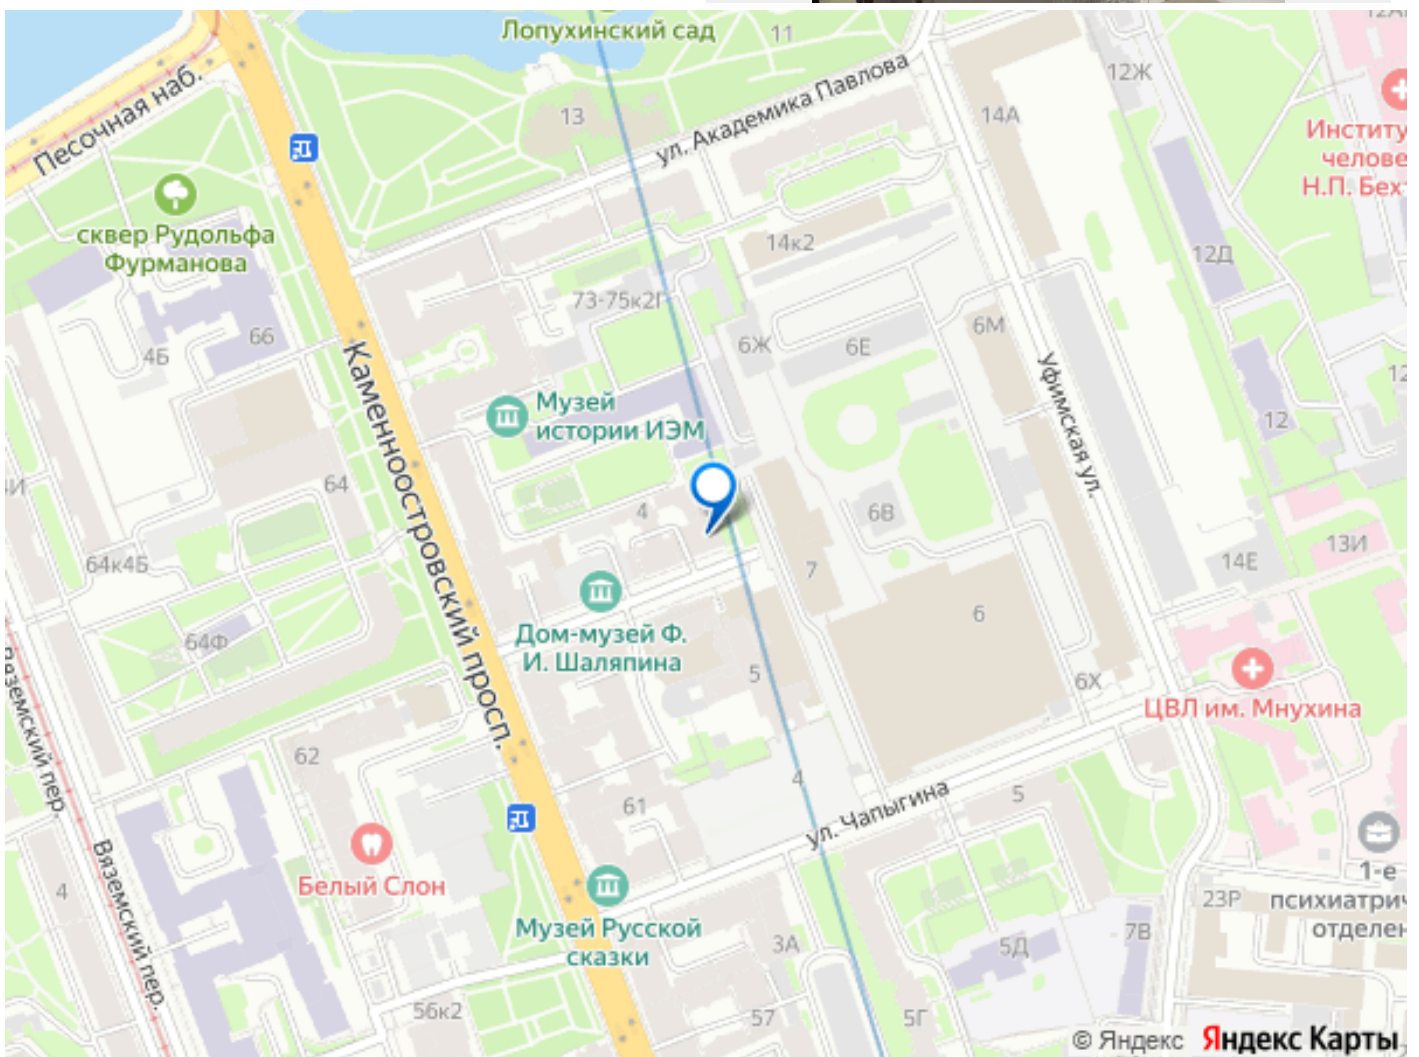 Лопухинский сад
11
12Ж
Песочная наб.
13
ул. Академика Павлова
14А
сквер Рудольфа
Фурманова
14к2
12Д
73-75к2Г
66
4Б
6Ж
6Е
6М
Каменноостровский просп.
Уфимская ул.
Музей
истории ИЭМ
12
64
4
6В
64к4Б
7
14Е
13И
6
Дом-музей Ф.
И. Шаляпина
64Ф
5
6Х
ЦВЛ им. Мнухина
Вяземский пер.
62
61
4
ул. Чапыгина
5
Белый Слон
Вяземский пер.
4
1-е
23Р
Музей Русской
сказки
3А
5Д
7В
56к2
57
5Г
© Яндекс Яндекс Карты